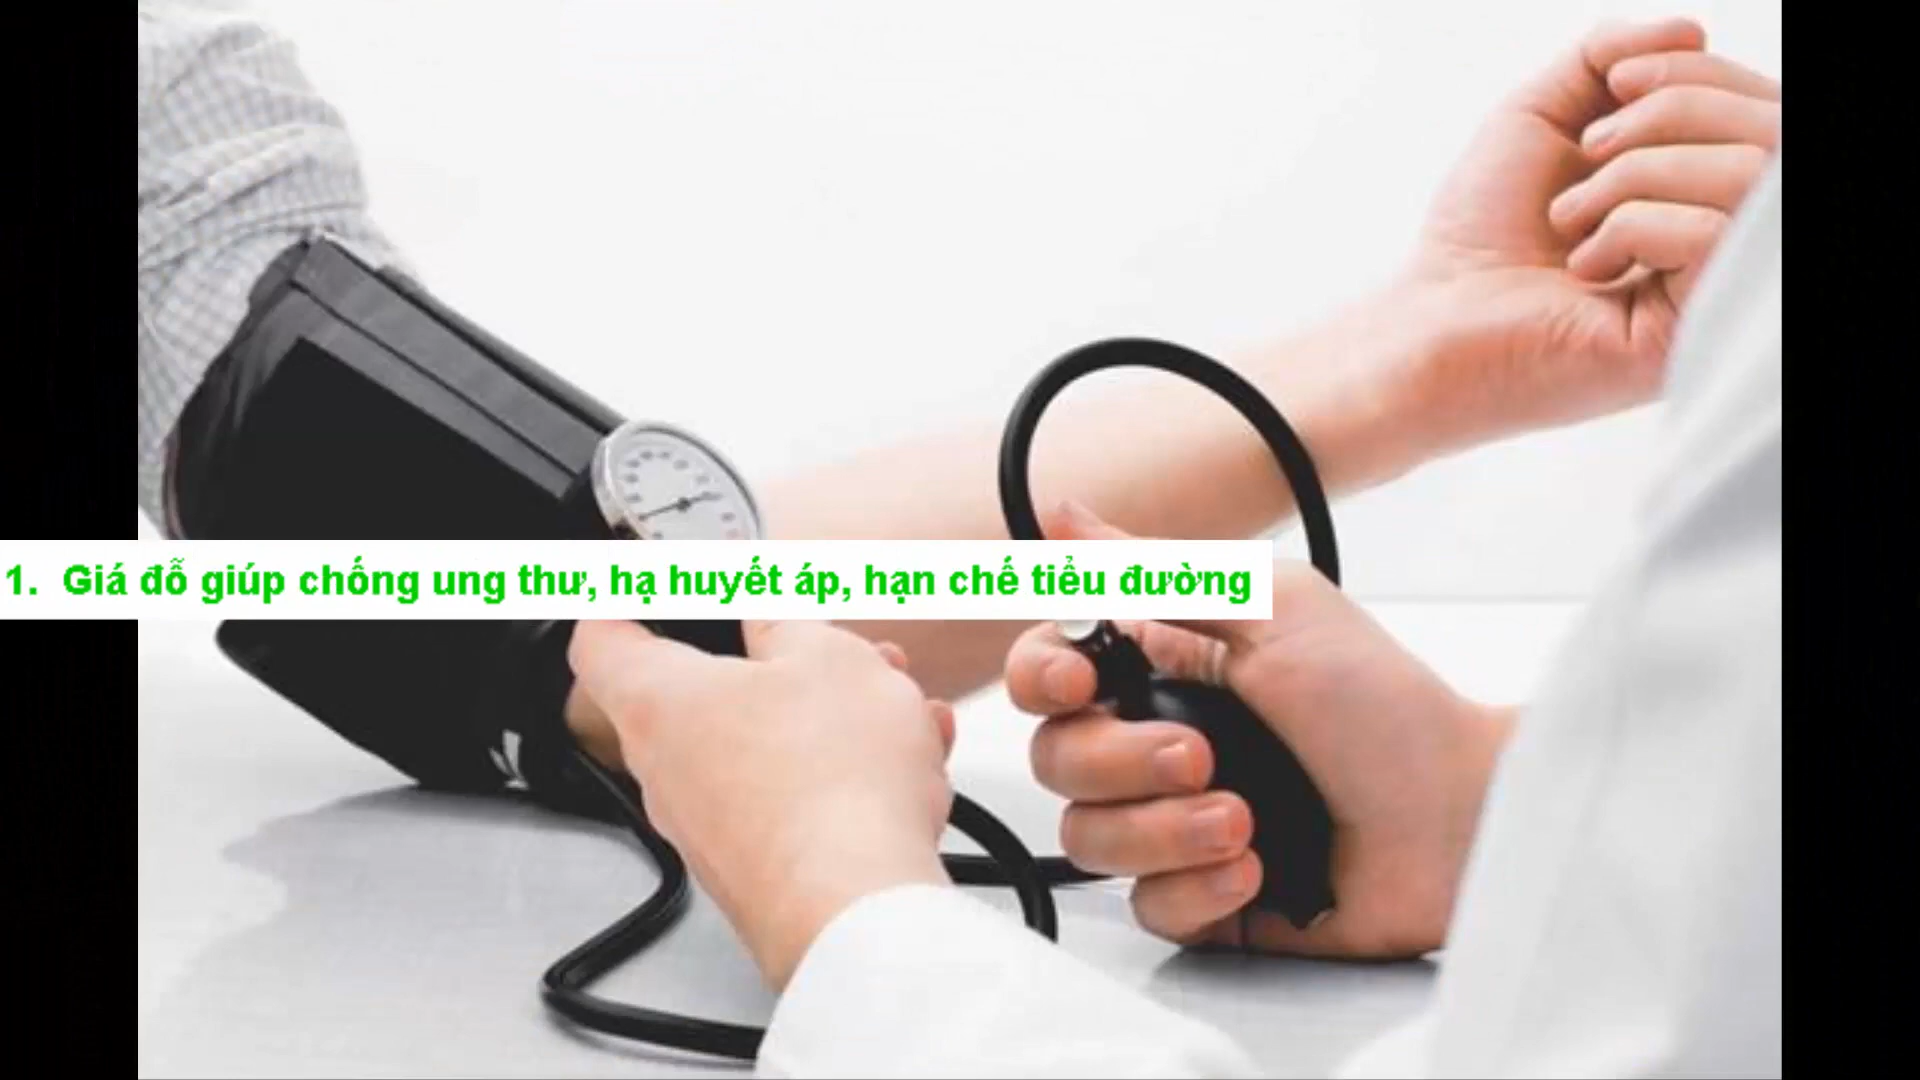 1. Giá đỗ giúp chống ung thư, hạ huyết áp, hạn chế tiểu đường